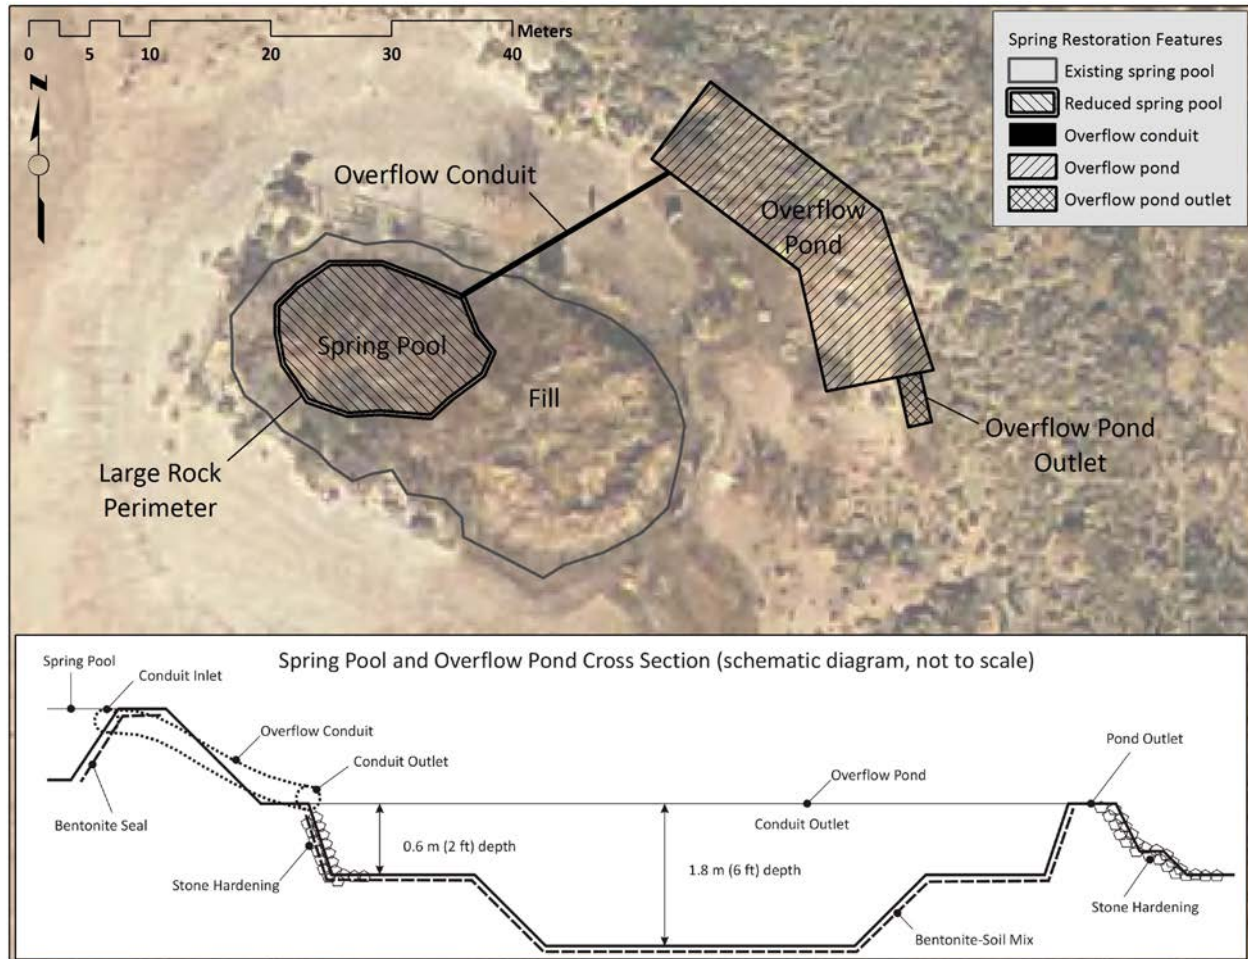 Meters
0 5 10 20 30 40
N
Spring Restoration Features
Existing spring pool
Reduced spring pool
Overflow conduit
Overflow pond
Overflow pond outlet
Overflow Conduit
Overflow
Pond
Spring Pool
Fill
Large Rock
Perimeter
Overflow Pond
Outlet
Spring Pool and Overflow Pond Cross Section (schematic diagram, not to scale)
Spring Pool
Conduit Inlet
Overflow Conduit
Conduit Outlet
Bentonite Seal
Stone Hardening
0.6 m (2 ft) depth
1.8 m (6 ft) depth
Overflow Pond
Conduit Outlet
Pond Outlet
Stone Hardening
Bentonite-Soil Mix